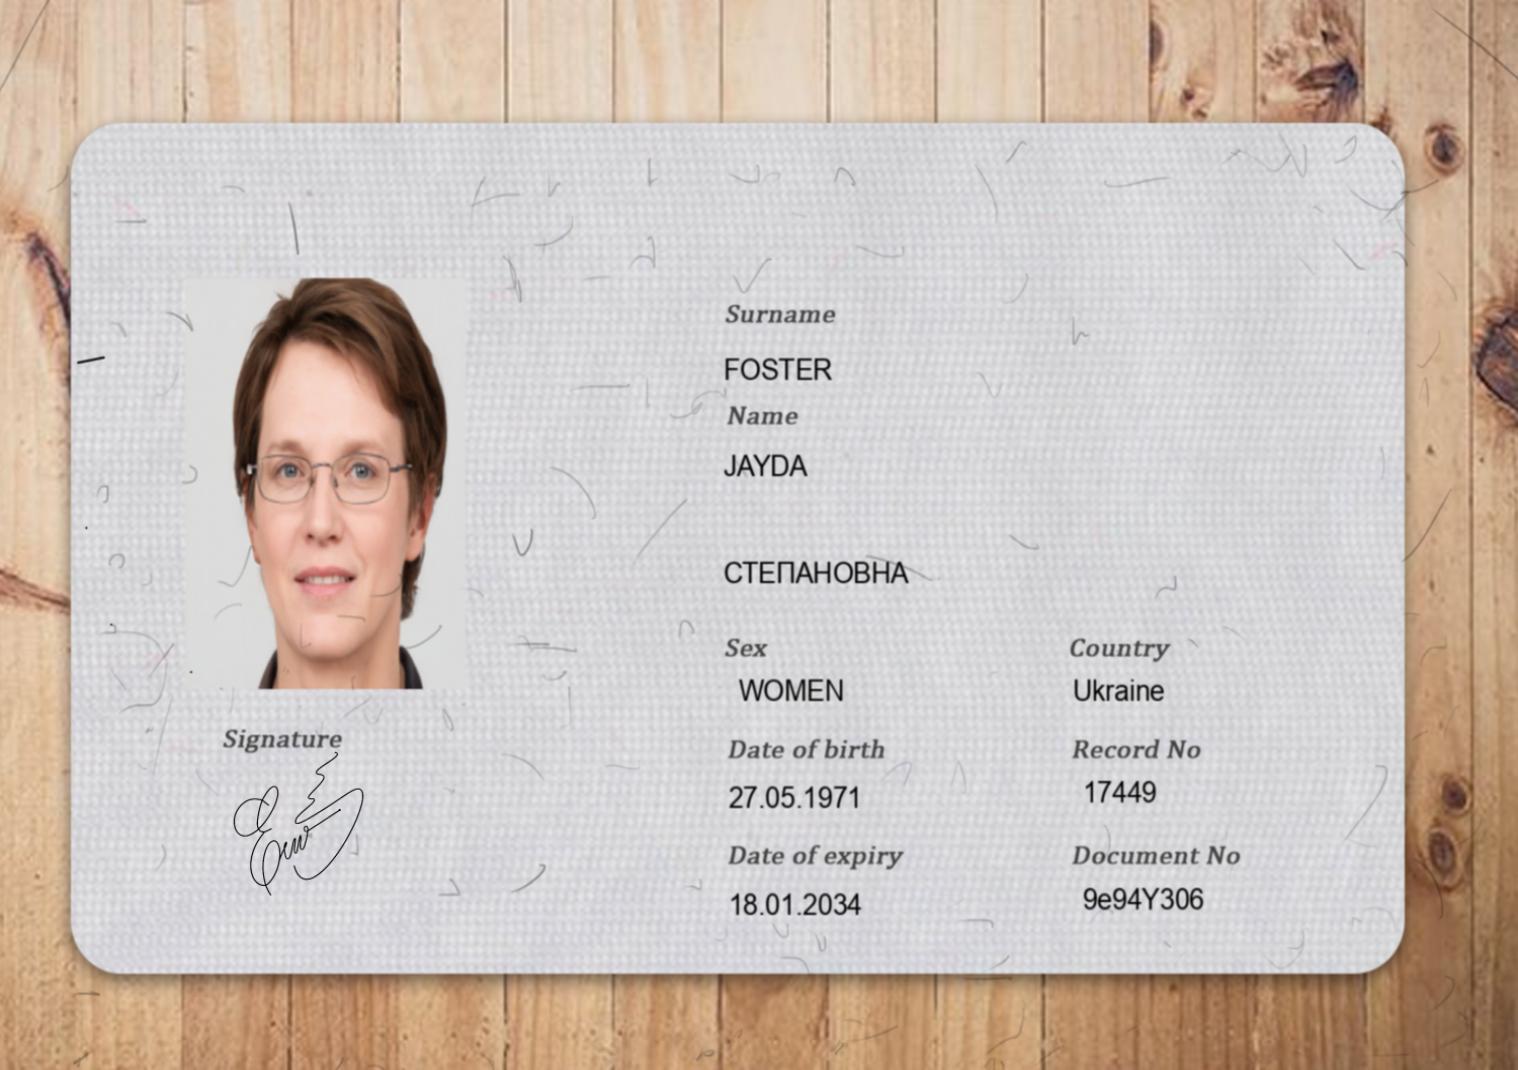 Surname
FOSTER
Name
JAYDA
СТЕПАНОВНА
Sex
WOMEN
Country
Ukraine
Date of birth
27.05.1971
Record No
17449
Date of expiry
18.01.2034
Document No
9e94Y306
Signature